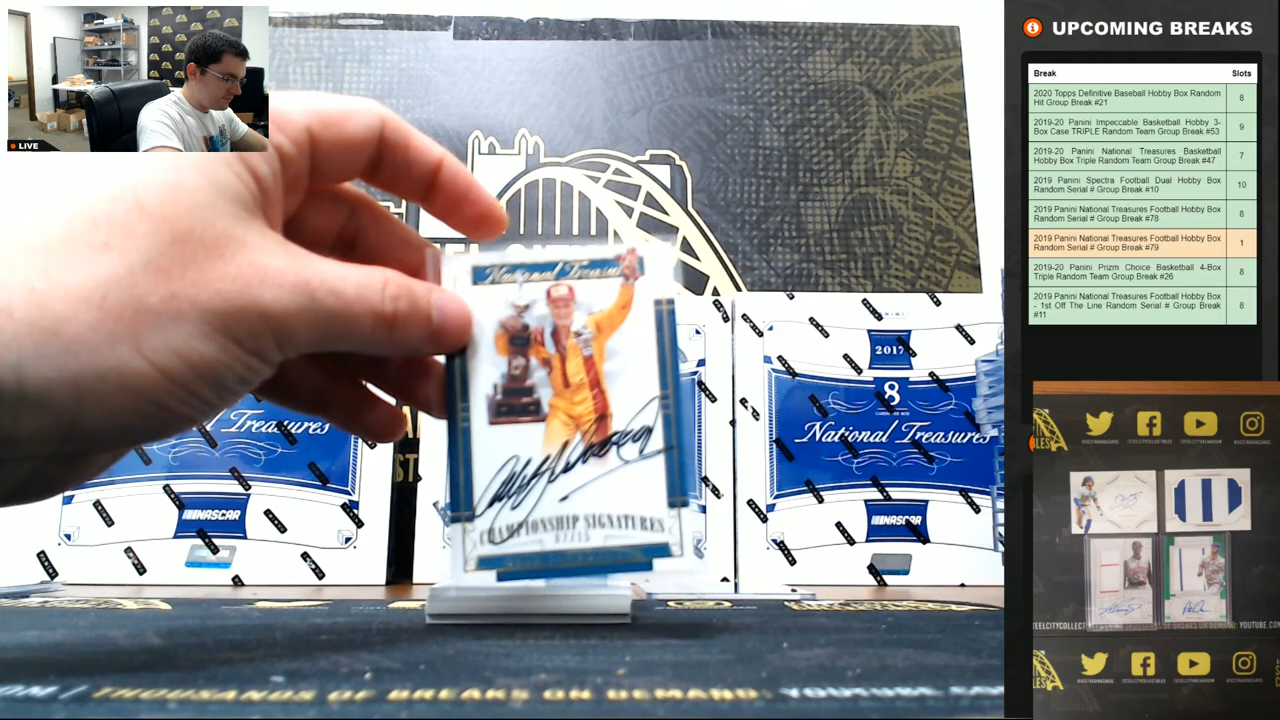 LIVE
National Treasu
CHAMPIONSHIP SIGNATURES
07/15
Treasures
NASCAR
2017
8
National Treasures
NASCAR
THOUSANDS OF BREAKS ON DEMAND
UPCOMING BREAKS
Break Slots
2020 Topps Definitive Baseball Hobby Box Random
Hit Group Break #21
8
2019-20 Panini Impeccable Basketball Hobby 3-
Box Case TRIPLE Random Team Group Break #53
9
2019-20 Panini National Treasures Basketball
Hobby Box Triple Random Team Group Break #47
7
2019 Panini Spectra Football Dual Hobby Box
Random Serial # Group Break #10
10
2019 Panini National Treasures Football Hobby Box
Random Serial # Group Break #78
8
2019 Panini National Treasures Football Hobby Box
Random Serial # Group Break #79
1
2019-20 Panini Prizm Choice Basketball 4-Box
Triple Random Team Group Break #26
8
2019 Panini National Treasures Football Hobby Box
- 1st Off The Line Random Serial # Group Break
#11
8